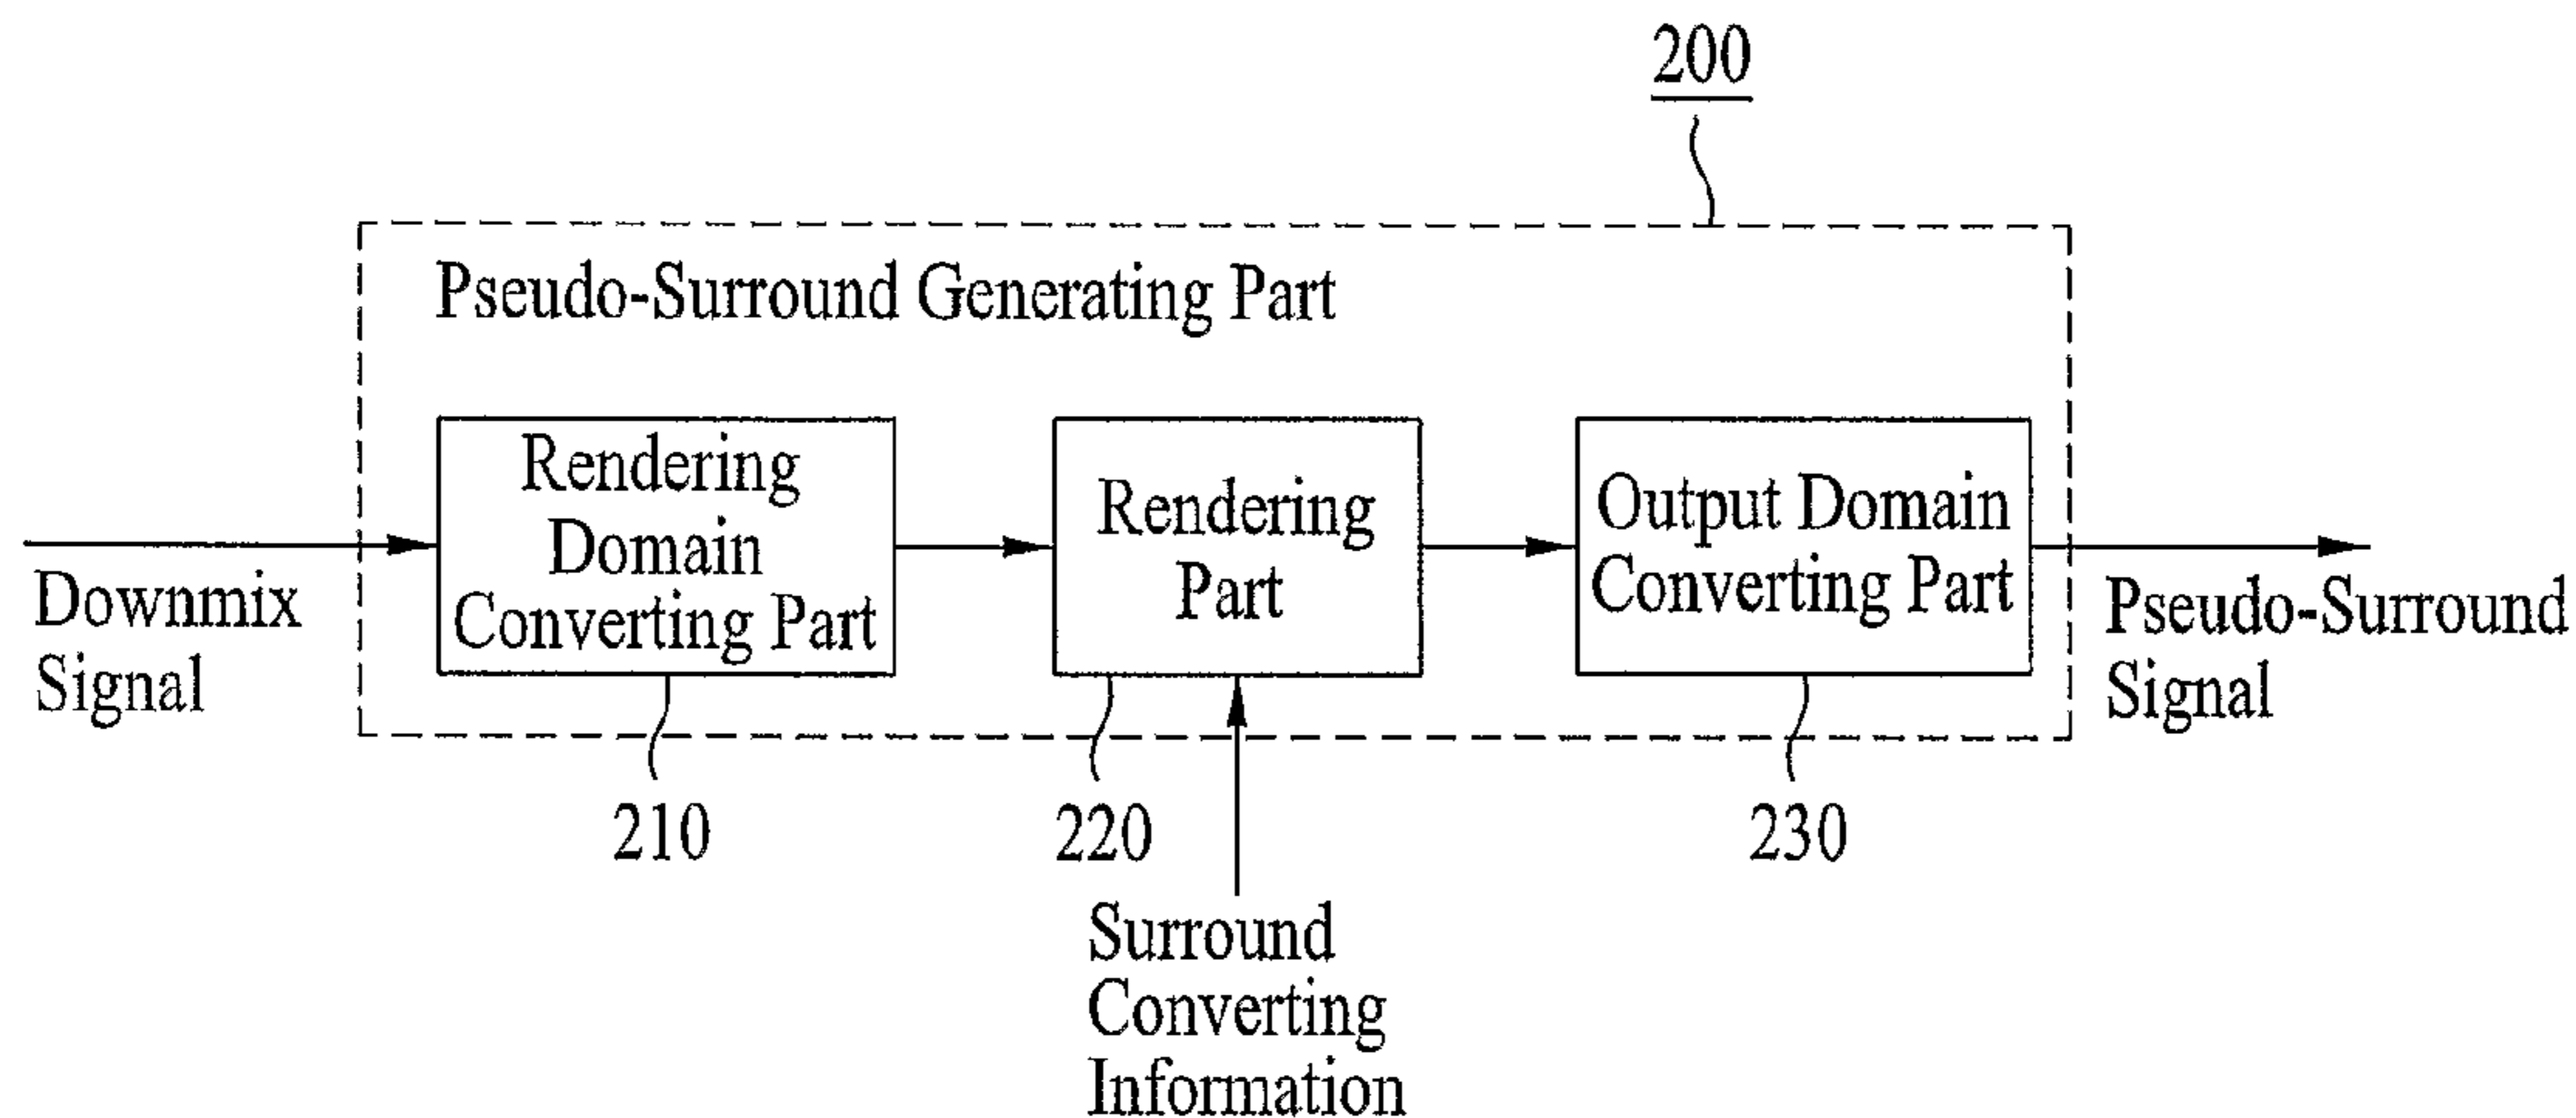 200
Pseudo-Surround Generating Part
Rendering
Domain
Converting Part
Rendering
Part
Output Domain
Converting Part
Downmix
Signal
Pseudo-Surround
Signal
210
220
230
Surround
Converting
Information